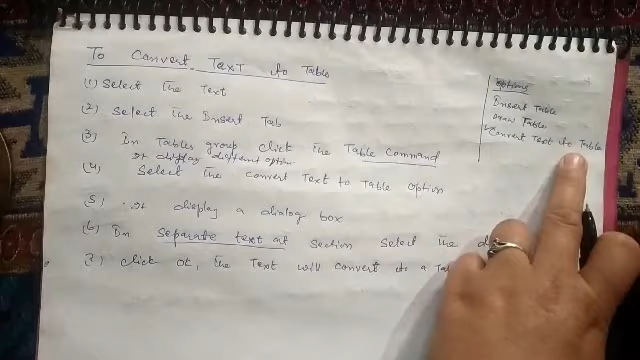 To Convert Text to Table
(1) Select The Text
(2) Select The Insert Tab
(3) In Tables group click The Table Command
It display different option
(4) Select The convert Text to Table option
(5) It display a dialog box
(6) In separate text at section select The
(7) click ok, The Text will convert to a
options
Insert Table
Draw Table
Convert Text to Table